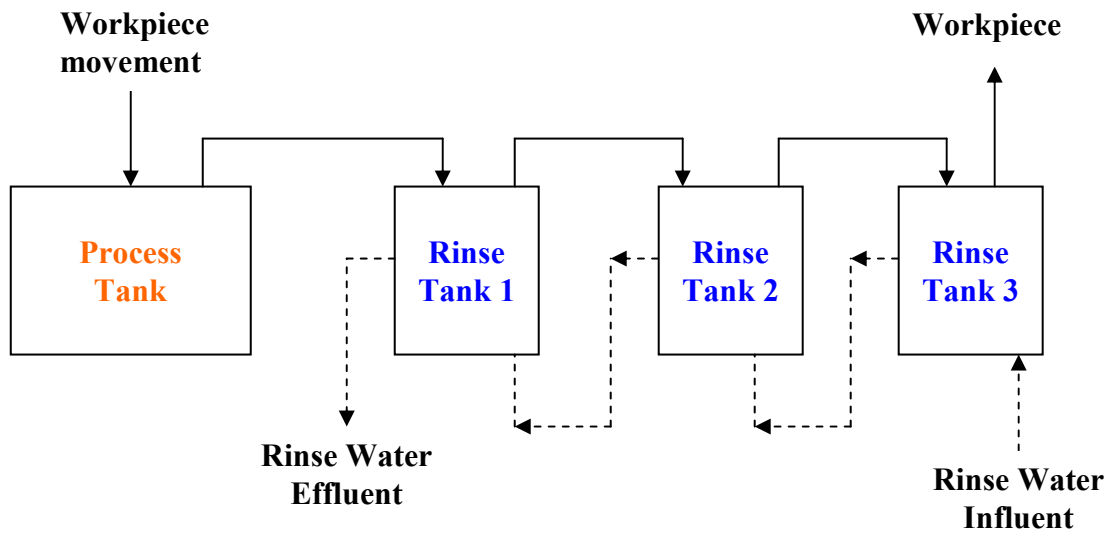 Workpiece
movement
Workpiece
Process
Tank
Rinse
Tank 1
Rinse
Tank 2
Rinse
Tank 3
Rinse Water
Effluent
Rinse Water
Influent